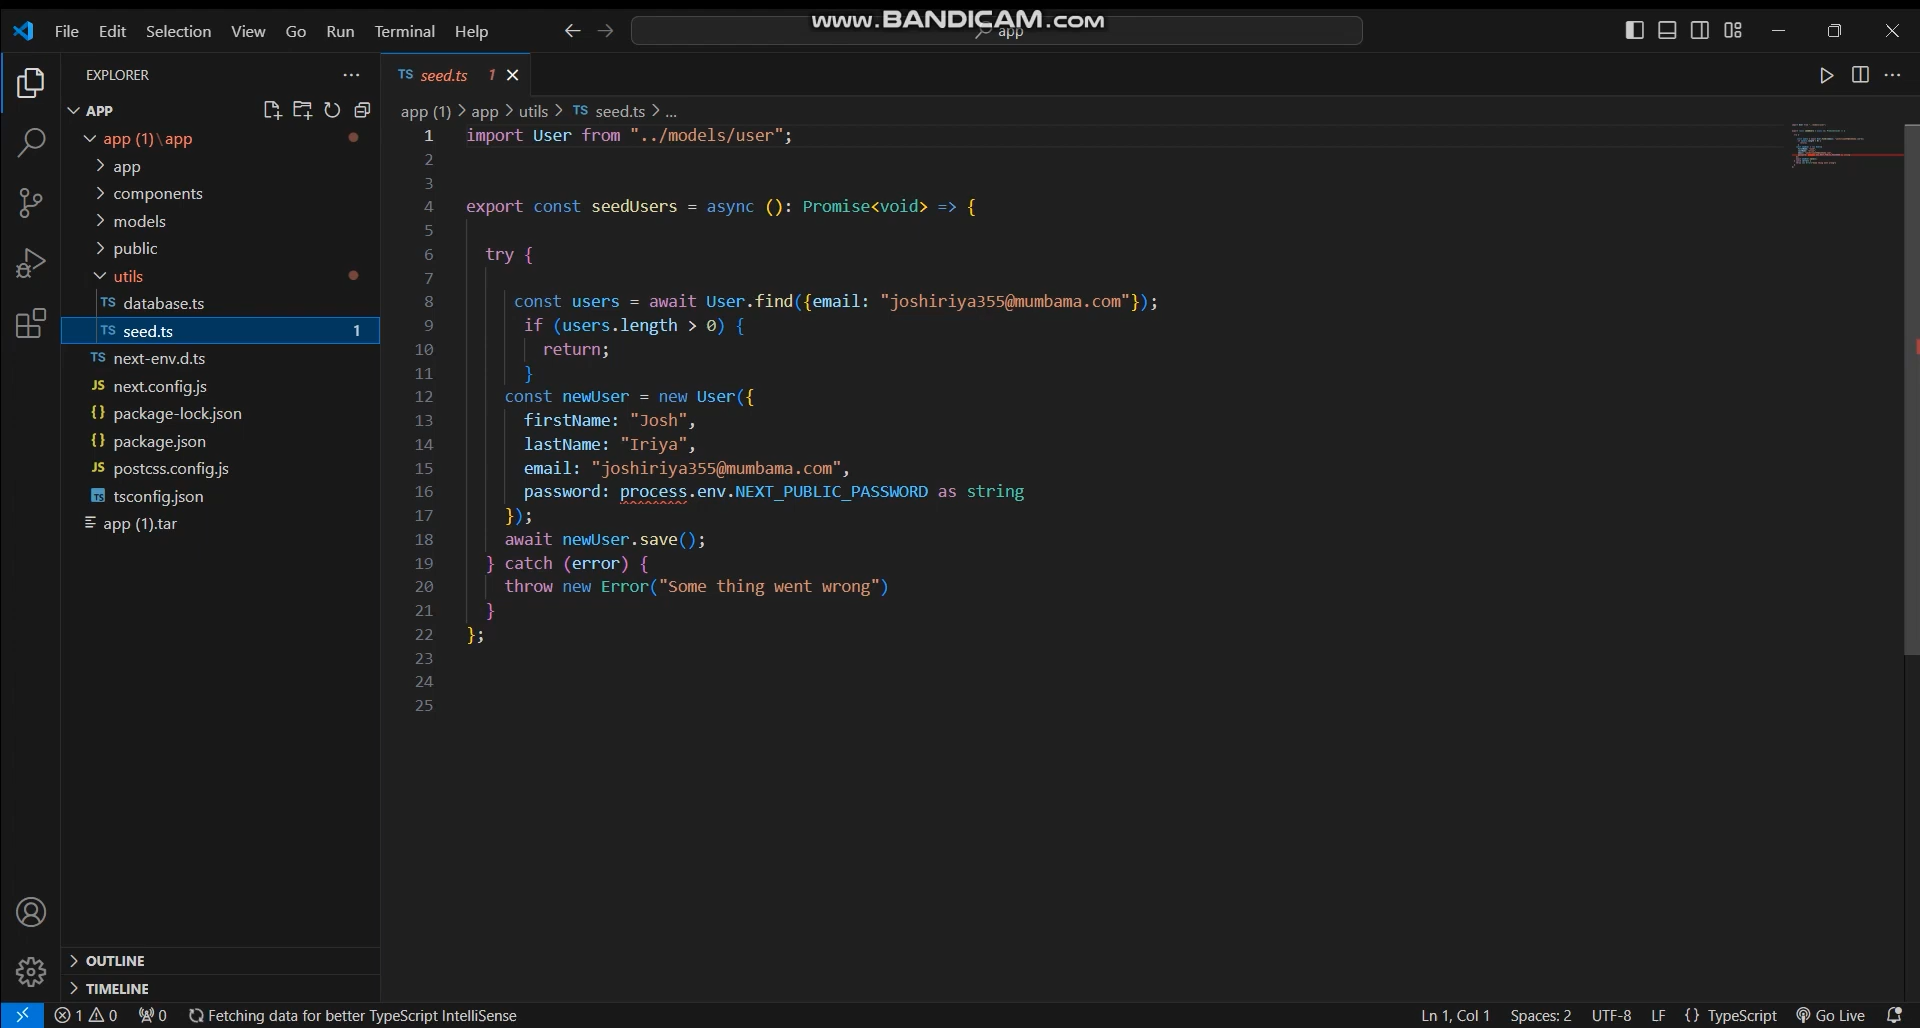 www.BANDICAM.com
File Edit Selection View Go Run Terminal Help
app
EXPLORER
TS seed.ts 1
APP
app (1) > app > utils > TS seed.ts > ...
app (1)\app
app
components
models
public
utils
TS database.ts
TS seed.ts 1
TS next-env.d.ts
JS next.config.js
{} package-lock.json
{} package.json
JS postcss.config.js
TS tsconfig.json
app (1).tar
OUTLINE
TIMELINE
1 import User from "../models/user";
2
3
4 export const seedUsers = async (): Promise<void> => {
5
6 try {
7
8 const users = await User.find({email: "joshiriya355@mumbama.com"});
9 if (users.length > 0) {
10 return;
11 }
12 const newUser = new User({
13 firstName: "Josh",
14 lastName: "Iriya",
15 email: "joshiriya355@mumbama.com",
16 password: process.env.NEXT_PUBLIC_PASSWORD as string
17 });
18 await newUser.save();
19 } catch (error) {
20 throw new Error("Some thing went wrong")
21 }
22 };
23
24
25
1 0 0 Fetching data for better TypeScript IntelliSense Ln 1, Col 1 Spaces: 2 UTF-8 LF {} TypeScript Go Live